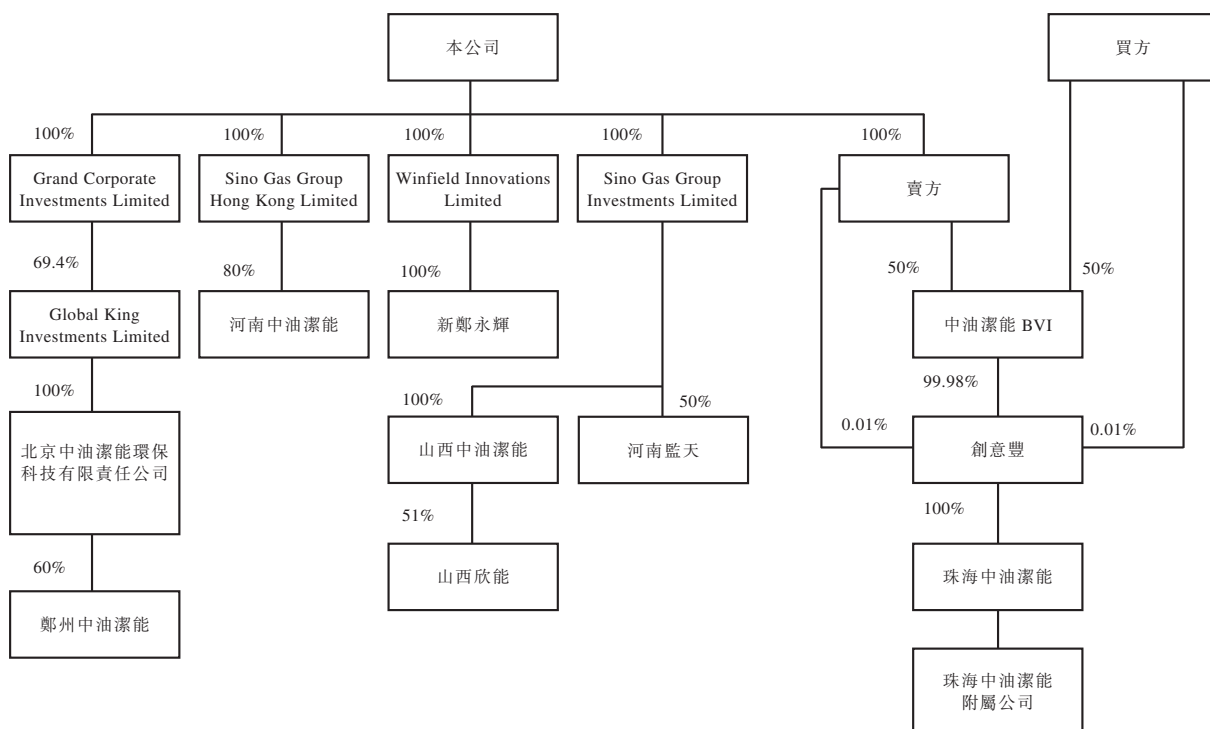 本公司
買方
100%
100%
100%
100%
100%
Grand Corporate
Investments Limited
Sino Gas Group
Hong Kong Limited
Winfield Innovations
Limited
Sino Gas Group
Investments Limited
賣方
69.4%
80%
100%
50%
50%
Global King
Investments Limited
河南中油潔能
新鄭永輝
中油潔能 BVI
100%
100%
50%
99.98%
0.01%
0.01%
北京中油潔能環保
科技有限責任公司
山西中油潔能
河南監天
創意豐
60%
51%
100%
鄭州中油潔能
山西欣能
珠海中油潔能
珠海中油潔能
附屬公司